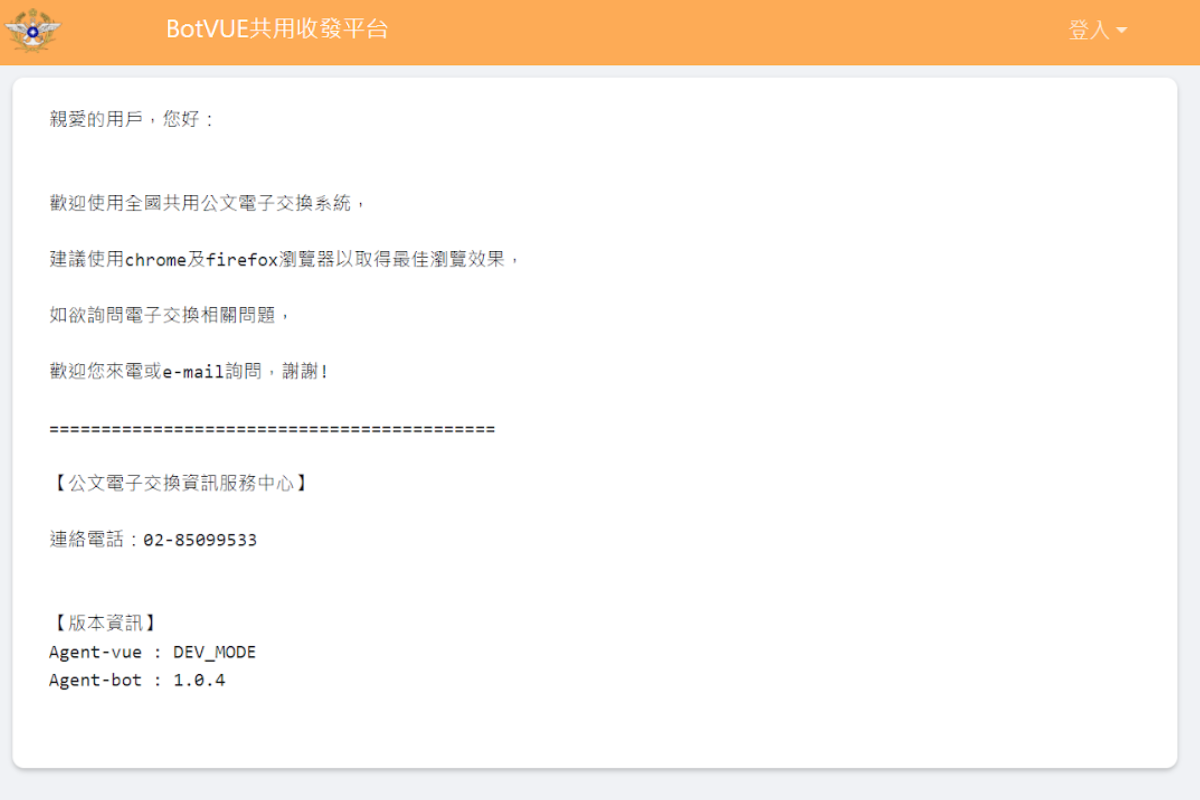 BotVUE共用收發平台
登入
親愛的用戶，您好：
歡迎使用全國共用公文電子交換系統，
建議使用chrome及firefox瀏覽器以取得最佳瀏覽效果，
如欲詢問電子交換相關問題，
歡迎您來電或e-mail詢問，謝謝!
===========================================
【公文電子交換資訊服務中心】
連絡電話：02-85099533
【版本資訊】
Agent-vue : DEV_MODE
Agent-bot : 1.0.4